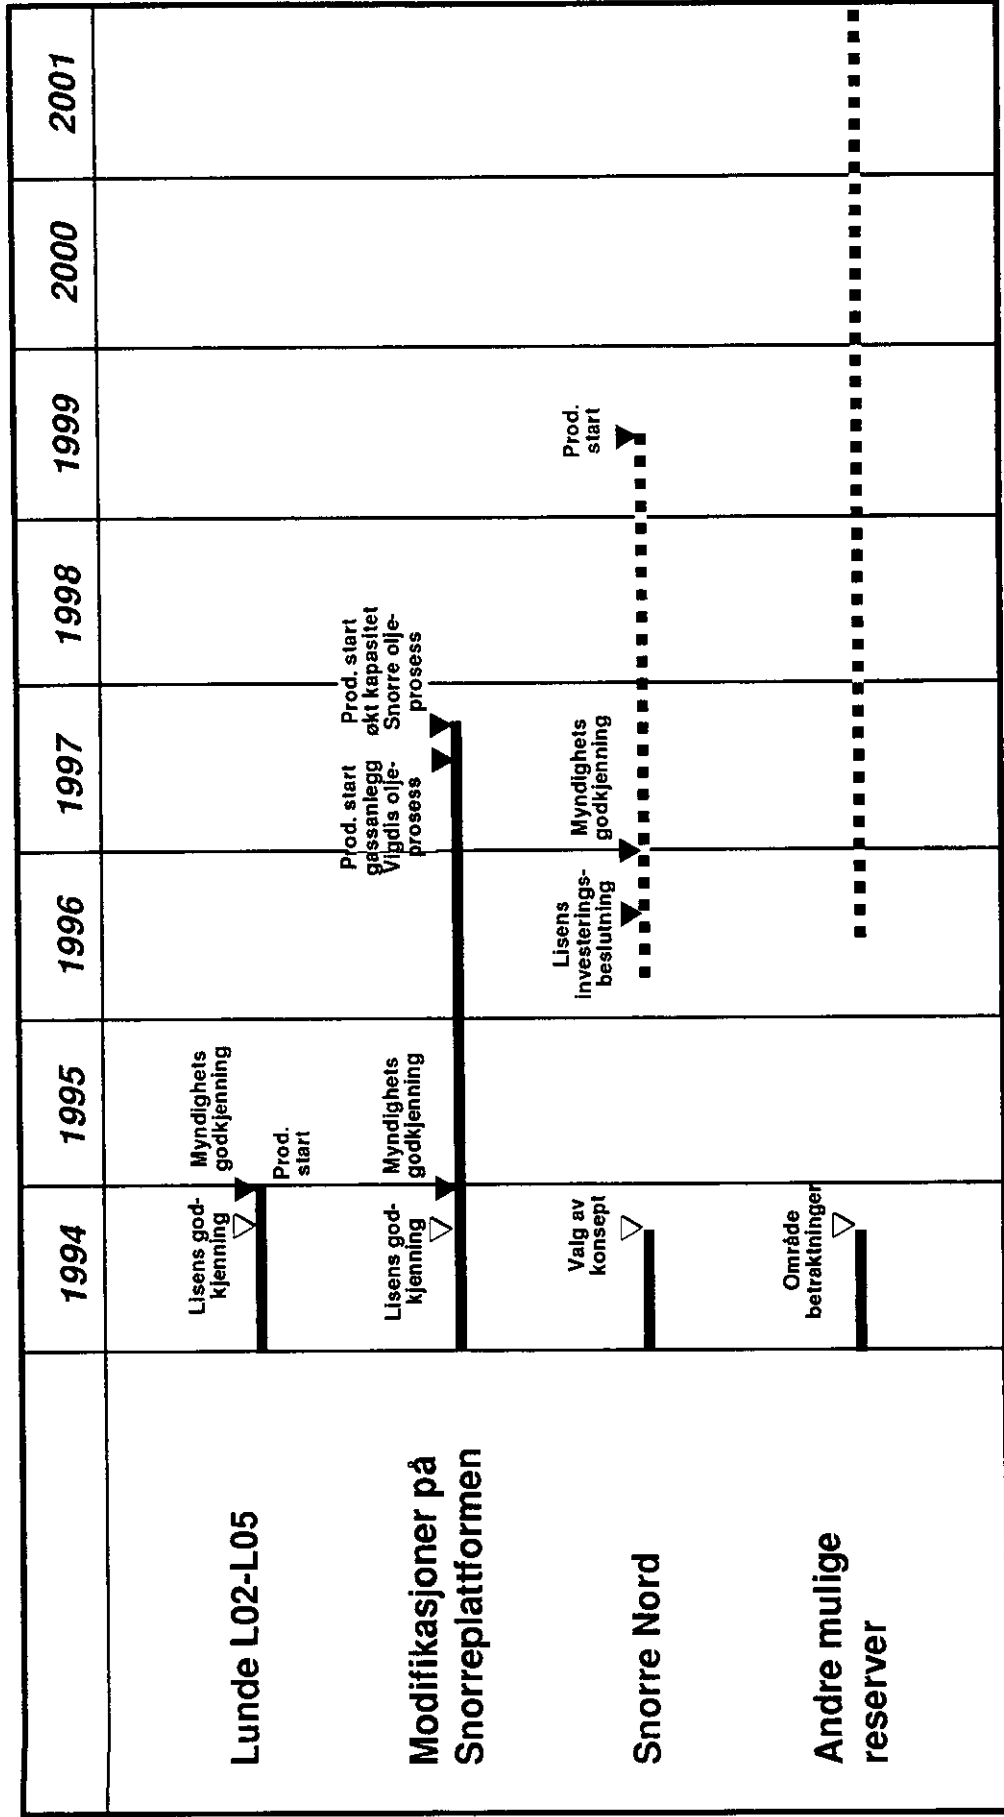 1994 1995 1996 1997 1998 1999 2000 2001
Lunde L02-L05
Lisens god-
kjenning
Myndighets
godkjenning
Prod.
start
Modifikasjoner på
Snorreplattformen
Lisens god-
kjenning
Myndighets
godkjenning
Prod. start
gassanlegg
Vigdis olje-
prosess
Prod. start
økt kapasitet
Snorre olje-
prosess
Snorre Nord
Valg av
konsept
Lisens
investerings-
beslutning
Myndighets
godkjenning
Prod.
start
Andre mulige
reserver
Område
betraktninger